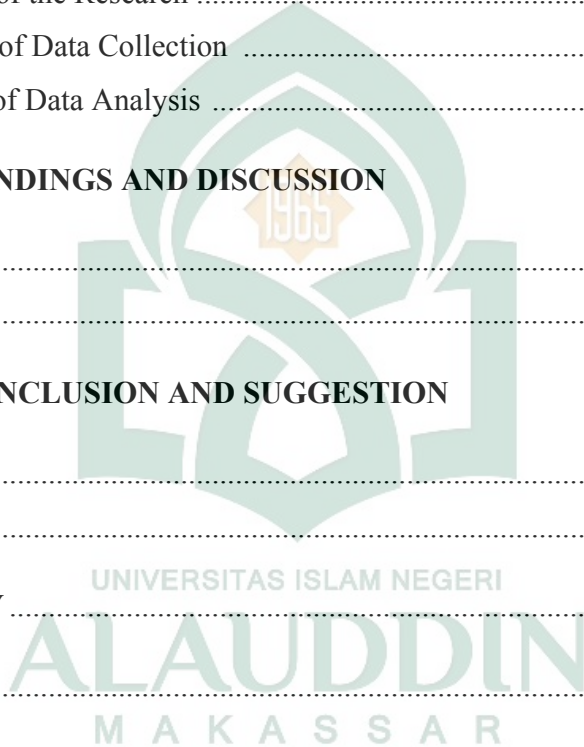 of the Research ...............................................................
of Data Collection ........................................................
of Data Analysis .............................................................
NDINGS AND DISCUSSION
1965
....................................................................................................
....................................................................................................
NCLUSION AND SUGGESTION
....................................................................................................
....................................................................................................
UNIVERSITAS ISLAM NEGERI
Y ................................................................................................
ALAUDDIN
....................................................................................................
MAKASSAR